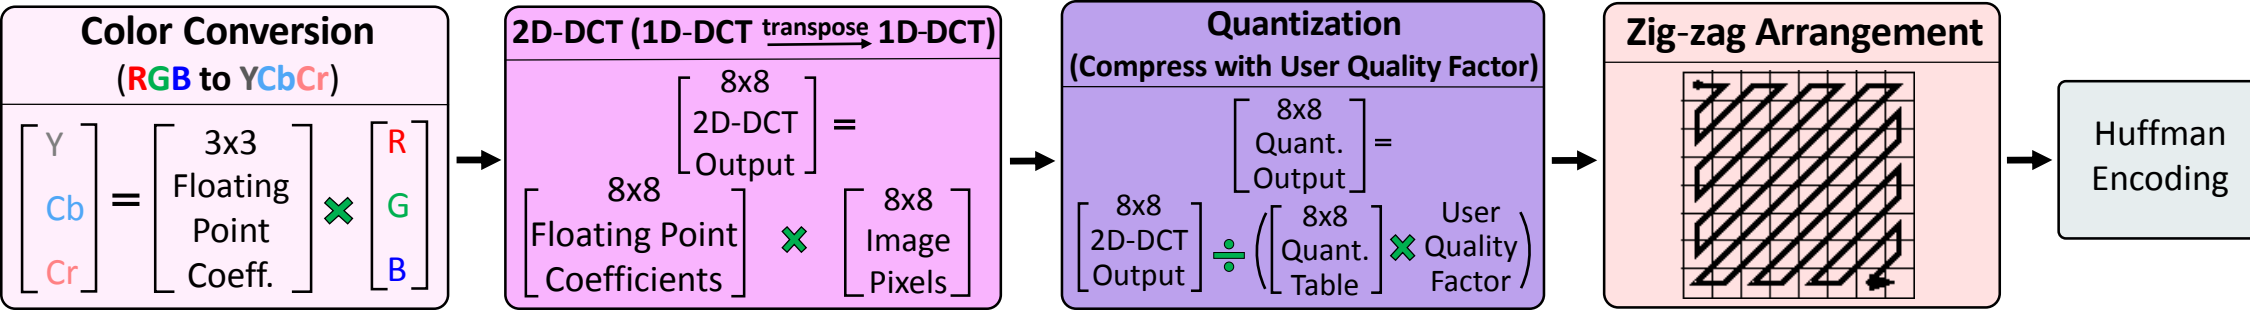 Color Conversion
(RGB to YCbCr)
Y
Cb
Cr
=
3x3
Floating
Point
Coeff.
×
R
G
B
2D-DCT (1D-DCT transpose 1D-DCT)
8x8
2D-DCT
Output
=
8x8
Floating Point
Coefficients
×
8x8
Image
Pixels
Quantization
(Compress with User Quality Factor)
8x8
Quant.
Output
=
8x8
2D-DCT
Output
÷
(
8x8
Quant.
Table
×
User
Quality
Factor
)
Zig-zag Arrangement
Huffman
Encoding